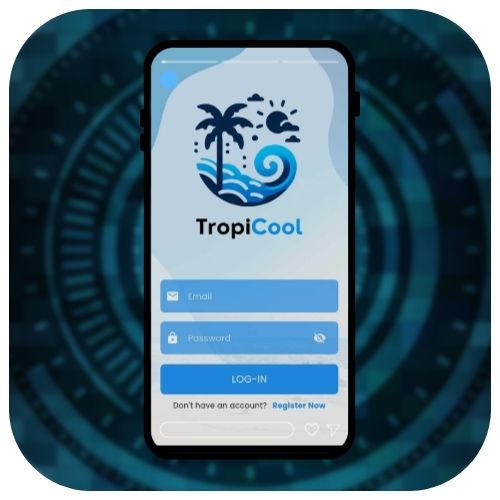 TropiCool
Email
Password
LOG-IN
Don't have an account? Register Now